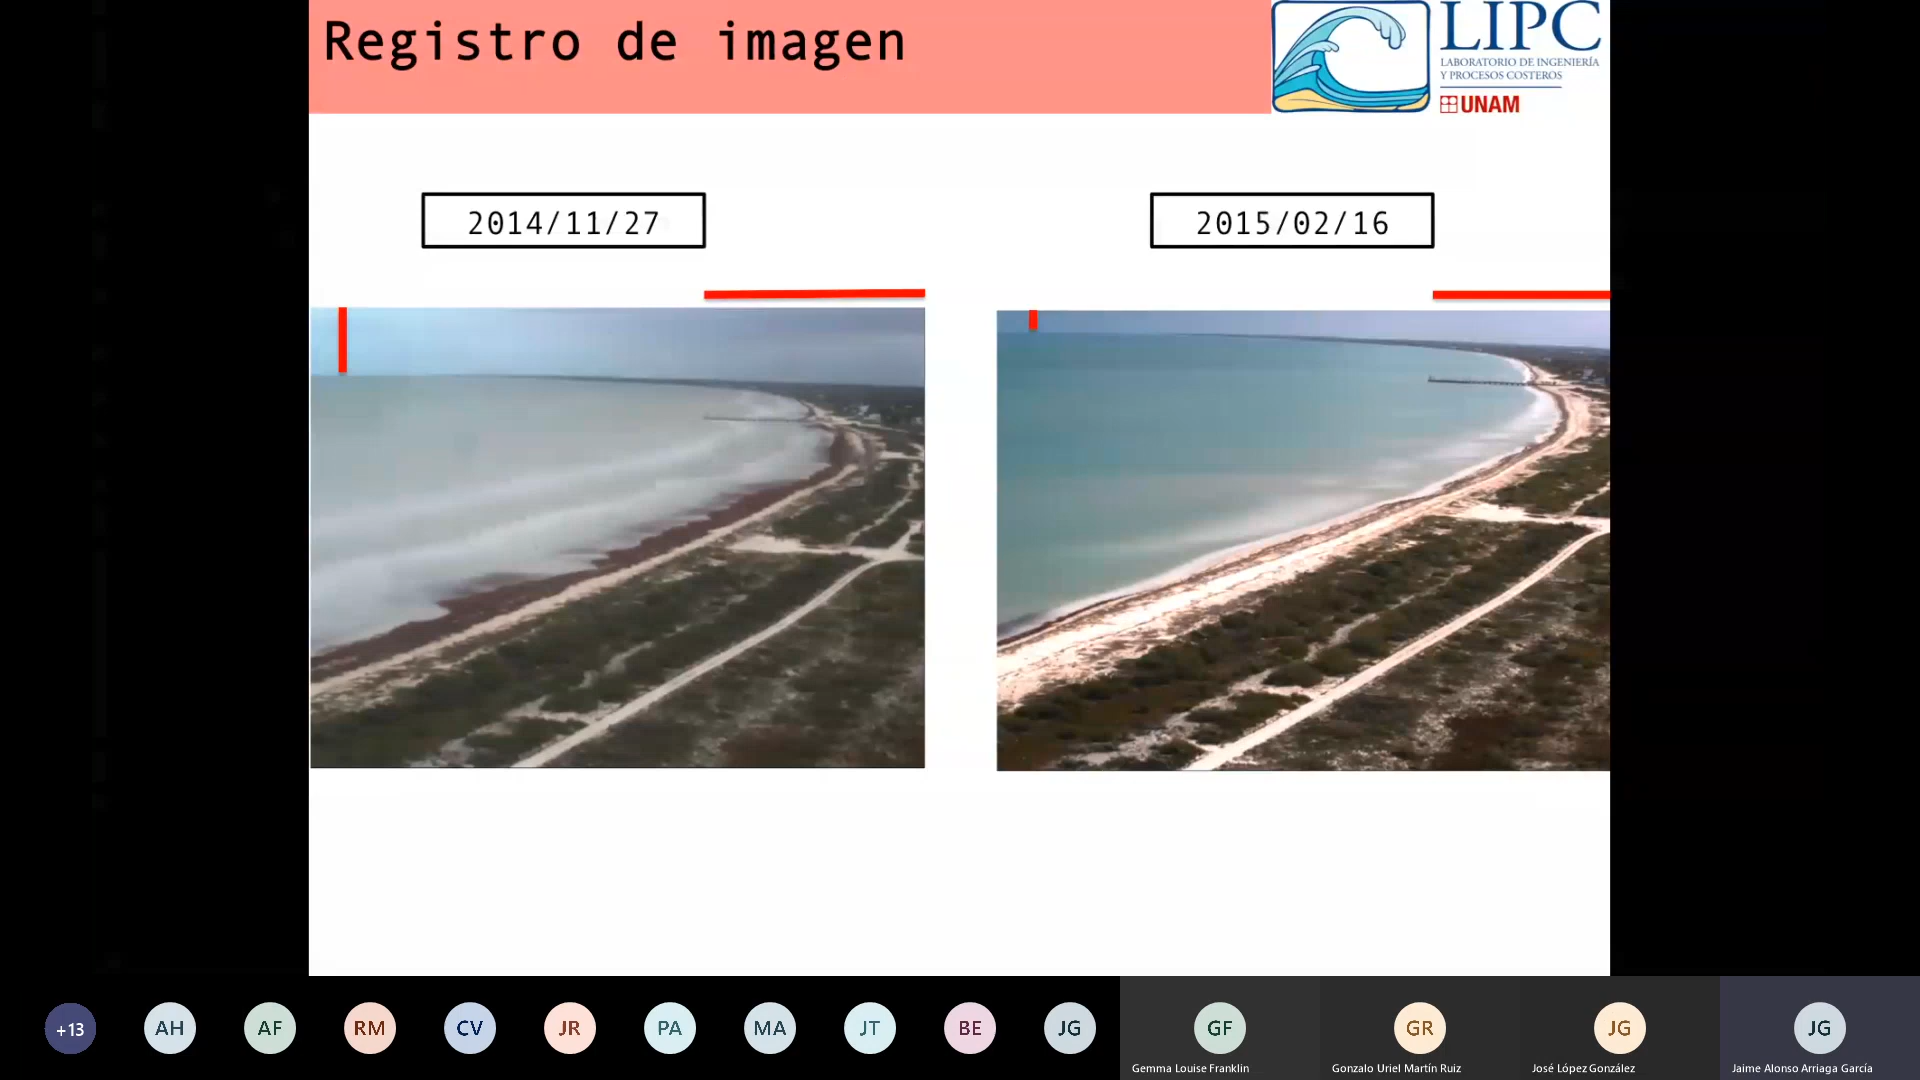 Registro de imagen
LIPC
LABORATORIO DE INGENIERÍA
Y PROCESOS COSTEROS
UNAM
2014/11/27
2015/02/16
+13
AH
AF
RM
CV
JR
PA
MA
JT
BE
JG
GF
GR
JG
JG
Gemma Louise Franklin
Gonzalo Uriel Martín Ruiz
José López González
Jaime Alonso Arriaga García